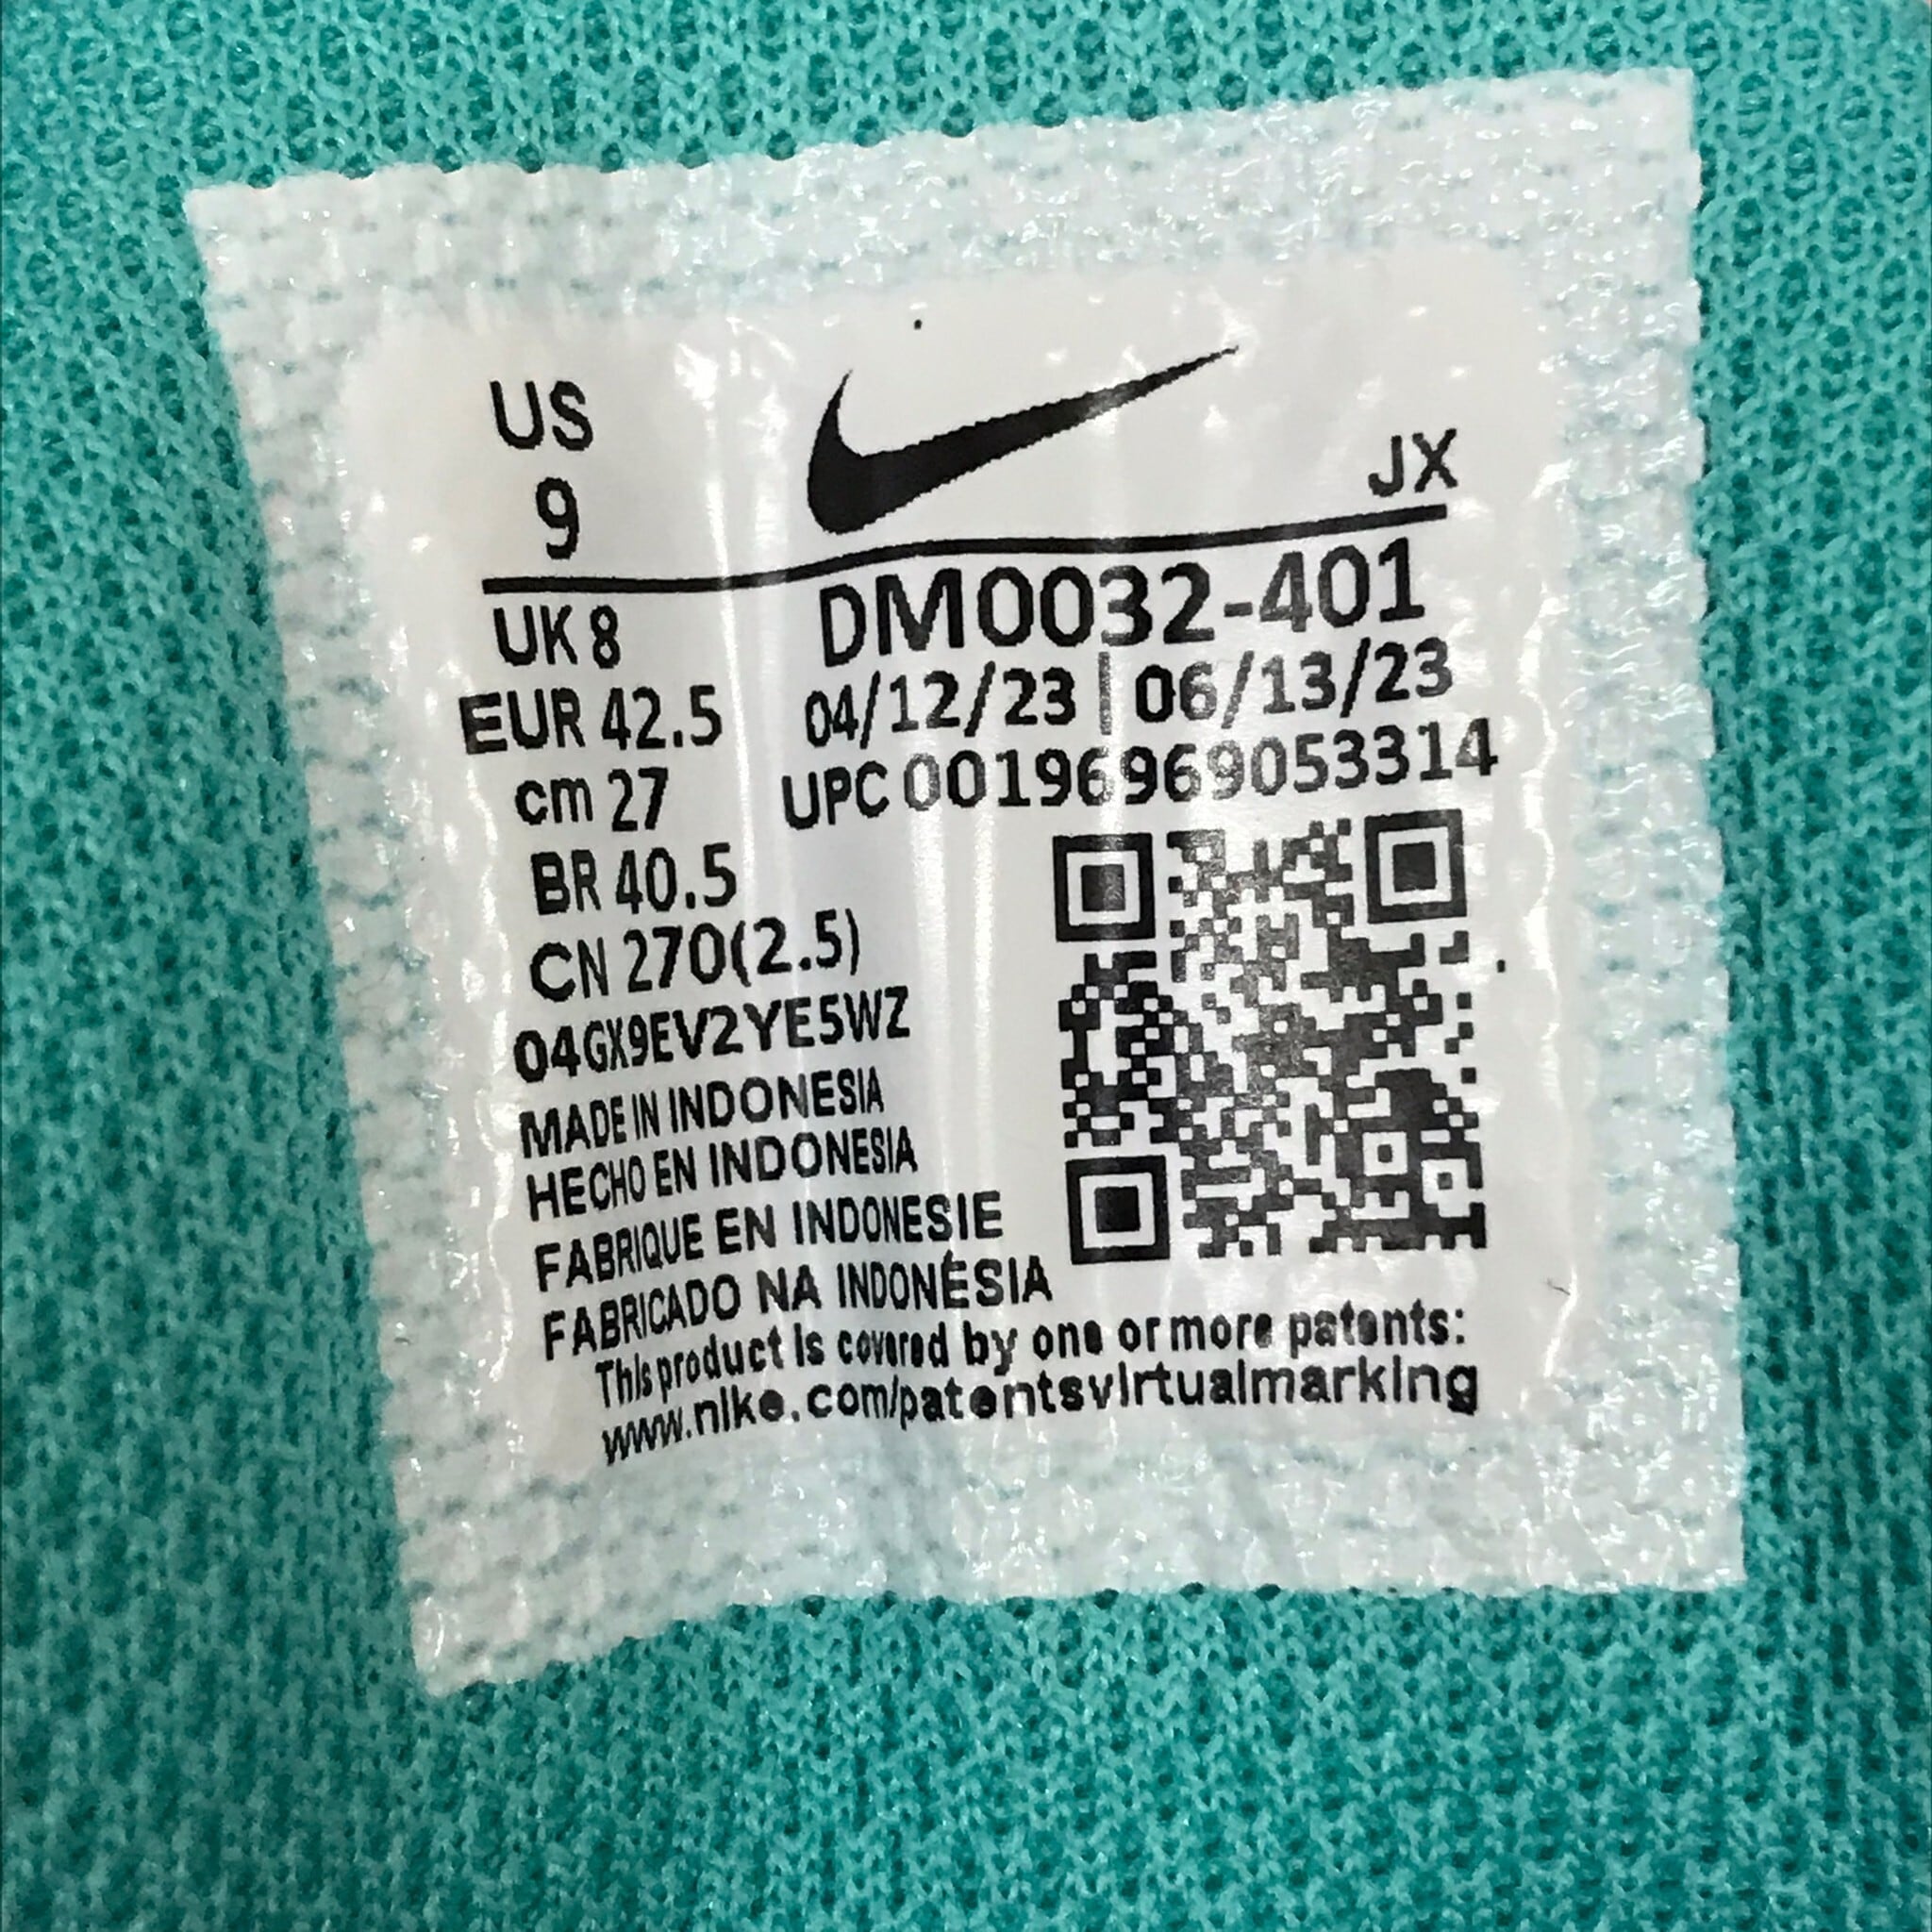 US
9
JX
UK 8
DM0032-401
EUR 42.5
04/12/23 | 06/13/23
cm 27
UPC 00196969053314
BR 40.5
CN 270(2.5)
04GX9EV2YE5WZ
MADE IN INDONESIA
HECHO EN INDONESIA
FABRIQUE EN INDONESIE
FABRICADO NA INDONÉSIA
This product is covered by one or more patents:
www.nike.com/patentsvirtualmarking